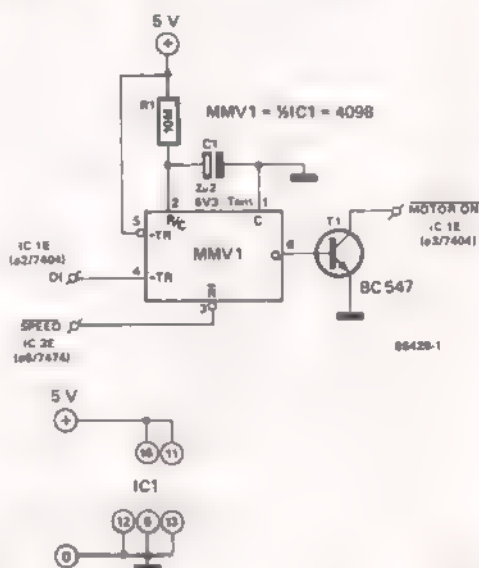 5 V
+
R1
MMV1 = ½IC1 = 4098
C1
2µ2
6V3
Tant
2
1
R/C
C
5
-TR
MMV1
6
T1
MOTOR ON
IC 1E
(p3/7404)
IC 1E
(p2/7404)
DI
4
+TR
BC 547
R
3
SPEED
IC 2E
(p6/7474)
86429-1
5 V
+
16
11
IC1
12
8
13
0